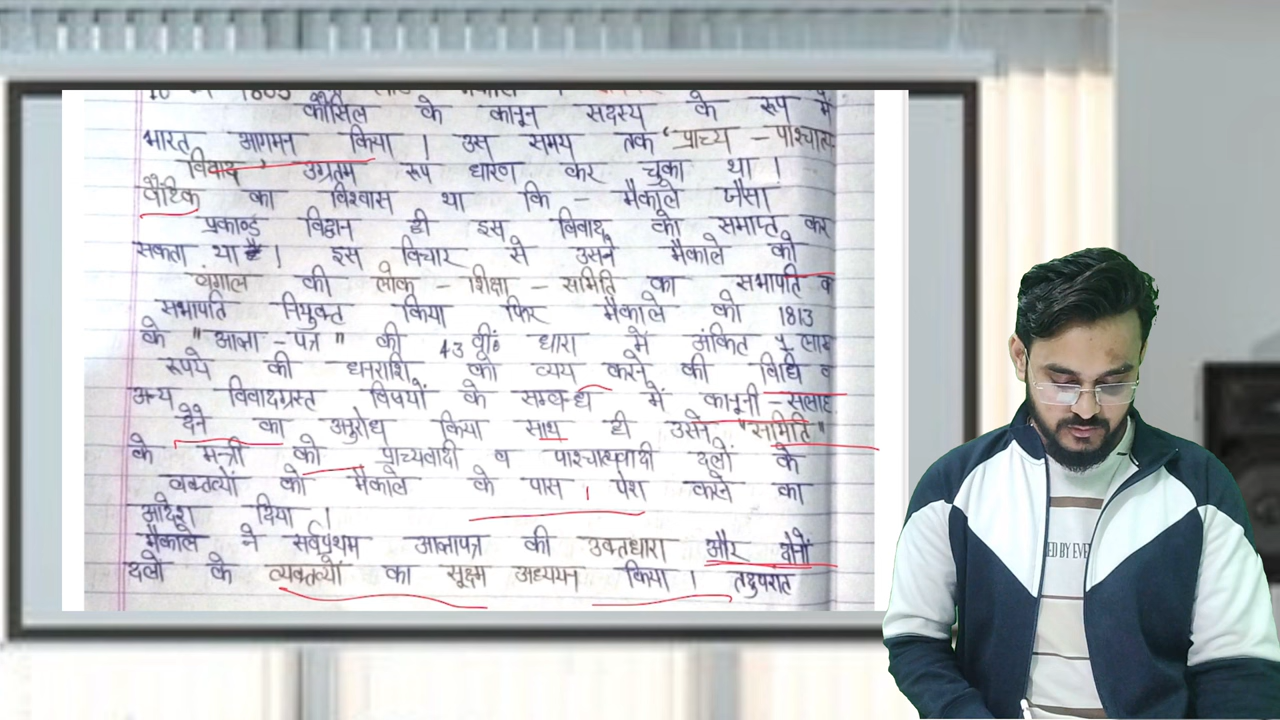 कौंसिल के कानून सदस्य के रूप में
भारत आगमन किया । उस समय तक 'प्राच्य - पाश्चात्य
विवाद' उग्रतम रूप धारण कर चुका था ।
का विश्वास था कि - मैकाले जैसा
प्रकाण्ड विद्वान ही इस विवाद को समाप्त कर
सकता था । इस विचार से उसने मैकाले को
बंगाल की लोक - शिक्षा - समिति का सभापति व
सभापति नियुक्त किया फिर मैकाले को 1813
के "आज्ञा - पत्र" की 43 वीं धारा में अंकित
रूपये की धनराशि को व्यय करने की विधि व
अन्य विवादग्रस्त विषयों के सम्बन्ध में कानूनी - सलाह
देने का अनुरोध किया साथ ही उसने "समिति"
के मन्त्री को प्राच्यवादी व पाश्चात्यवादी दलों के
वक्तव्यों को मैकाले के पास पेश करने का
आदेश दिया ।
मैकाले ने सर्वप्रथम आज्ञापत्र की उक्तधारा और दोनों
दलों के व्यक्तव्यों का सूक्ष्म अध्ययन किया । तदुपरांत